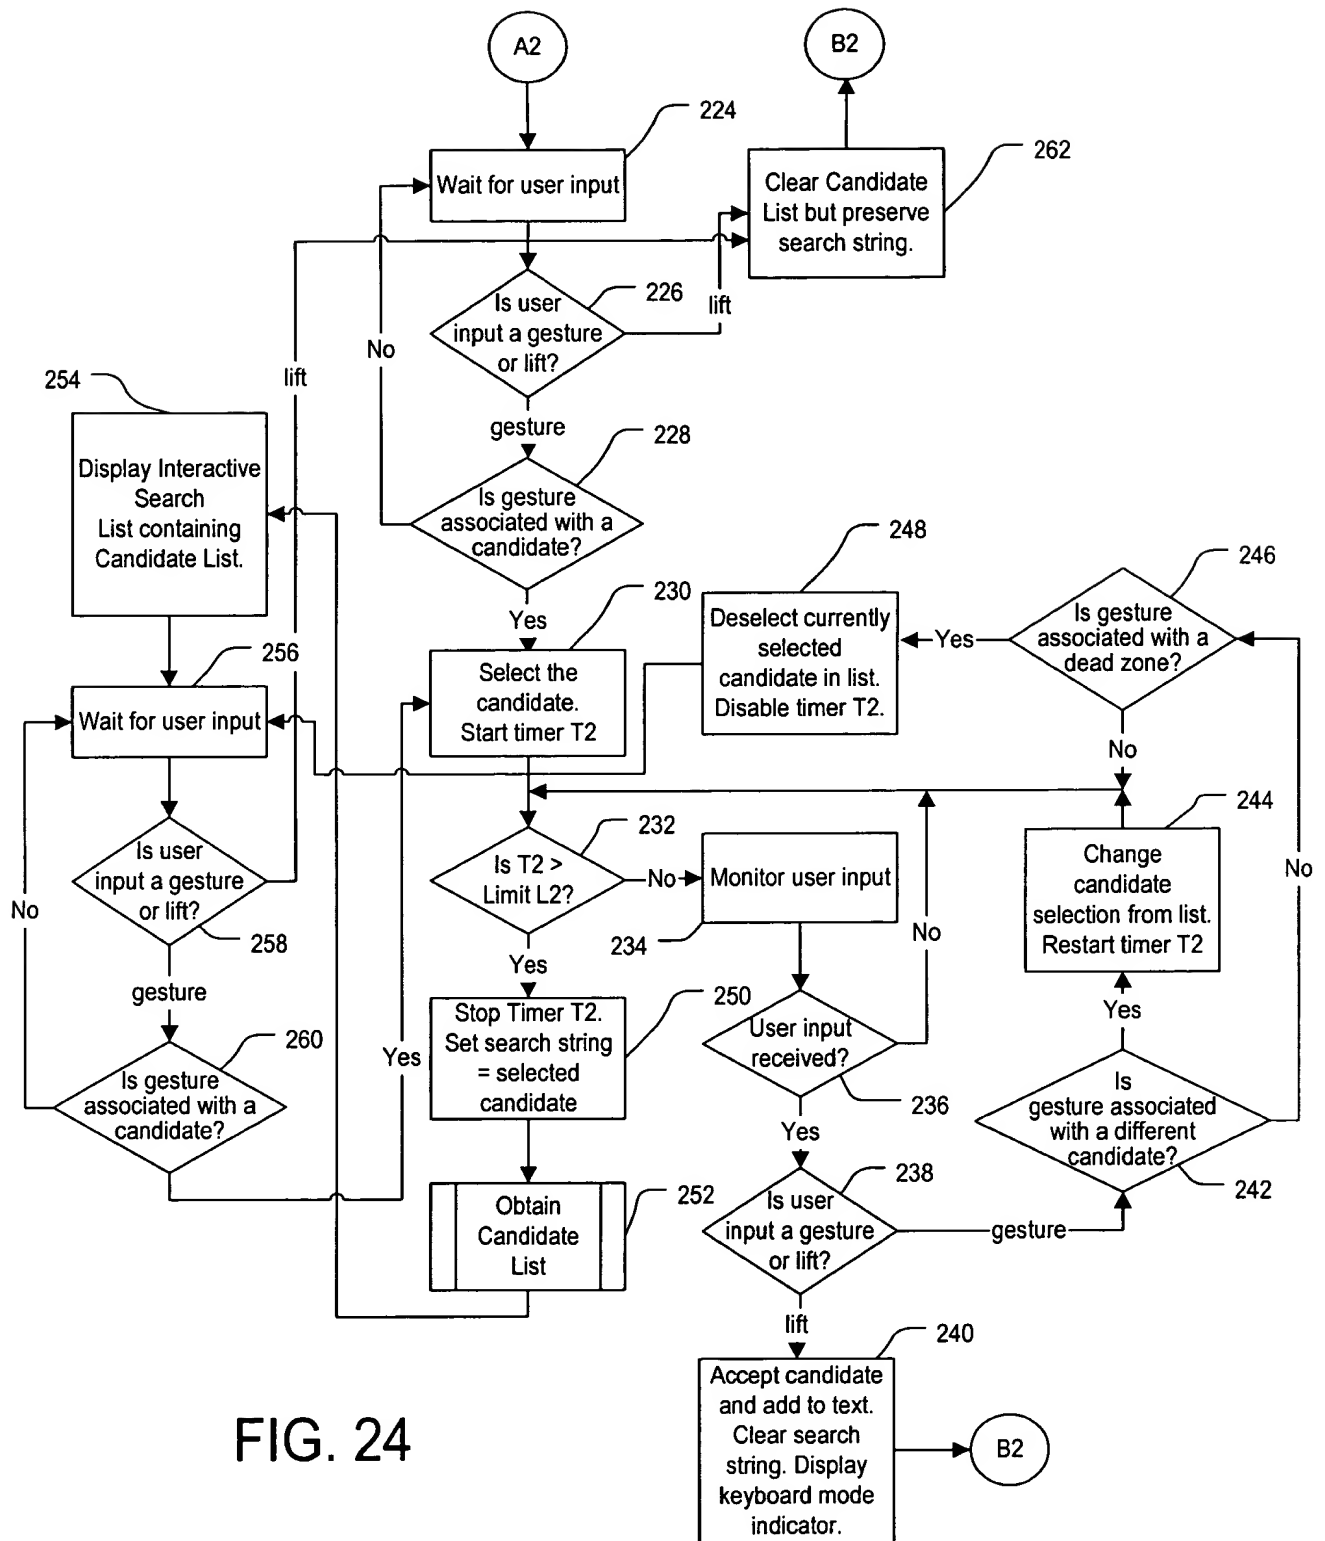 A2
B2
224
Wait for user input
262
Clear Candidate
List but preserve
search string.
226
Is user
input a gesture
or lift?
lift
No
lift
gesture
254
Display Interactive
Search
List containing
Candidate List.
228
Is gesture
associated with a
candidate?
Yes
230
Select the
candidate.
Start timer T2
248
Deselect currently
selected
candidate in list.
Disable timer T2.
Yes
246
Is gesture
associated with a
dead zone?
No
256
Wait for user input
232
Is T2 >
Limit L2?
No
Monitor user input
234
No
244
Change
candidate
selection from list.
Restart timer T2
No
Is user
input a gesture
or lift?
258
No
gesture
Yes
250
Stop Timer T2.
Set search string
= selected
candidate
User input
received?
236
Yes
Yes
260
Is gesture
associated with a
candidate?
Yes
Is
gesture associated
with a different
candidate?
242
252
Obtain
Candidate
List
238
Is user
input a gesture
or lift?
gesture
lift
240
Accept candidate
and add to text.
Clear search
string. Display
keyboard mode
indicator.
B2
FIG. 24